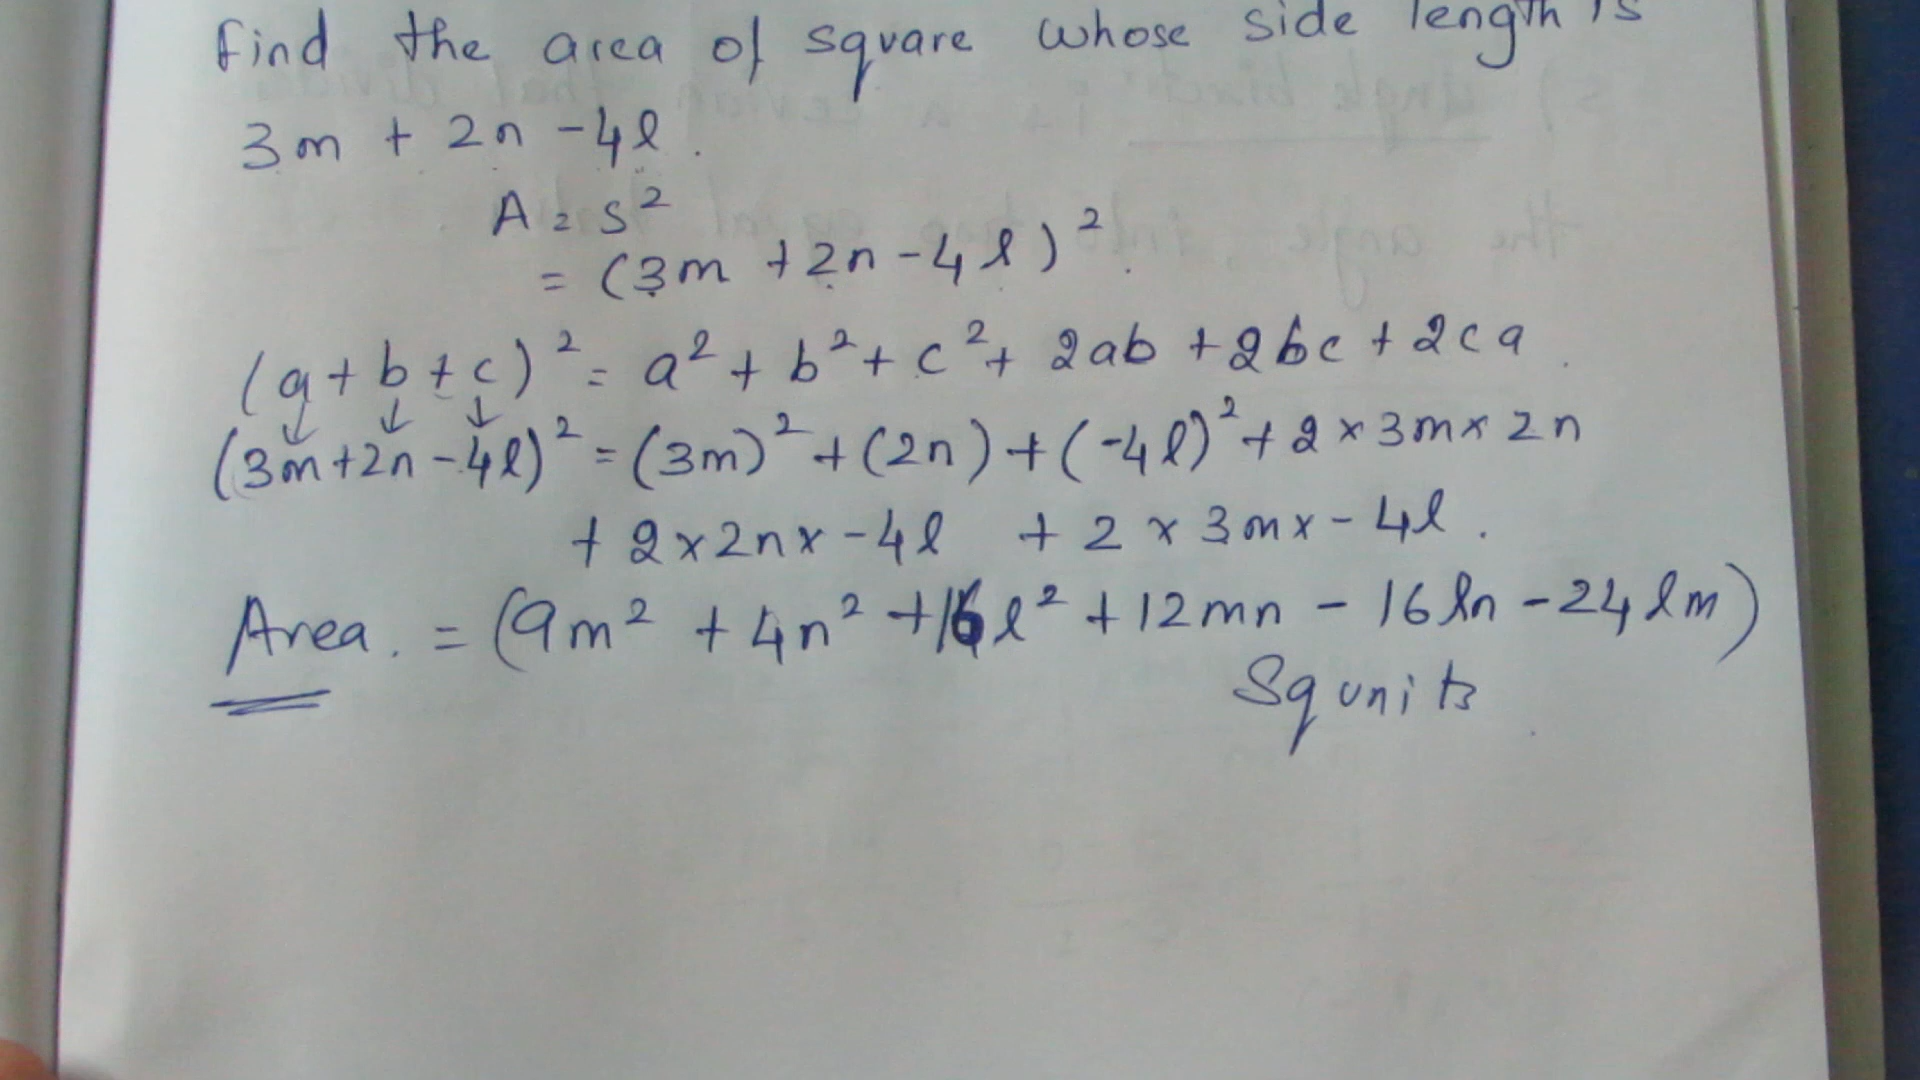 find the area of square whose side length is
3m + 2n - 4l.
A = s²
= (3m + 2n - 4l)².
(a + b + c)² = a² + b² + c² + 2ab + 2bc + 2ca.
(3m + 2n - 4l)² = (3m)² + (2n) + (-4l)² + 2 × 3m × 2n
+ 2 × 2n × - 4l + 2 × 3m × - 4l.
Area. = (9m² + 4n² + 16l² + 12mn - 16ln - 24lm)
Sq units